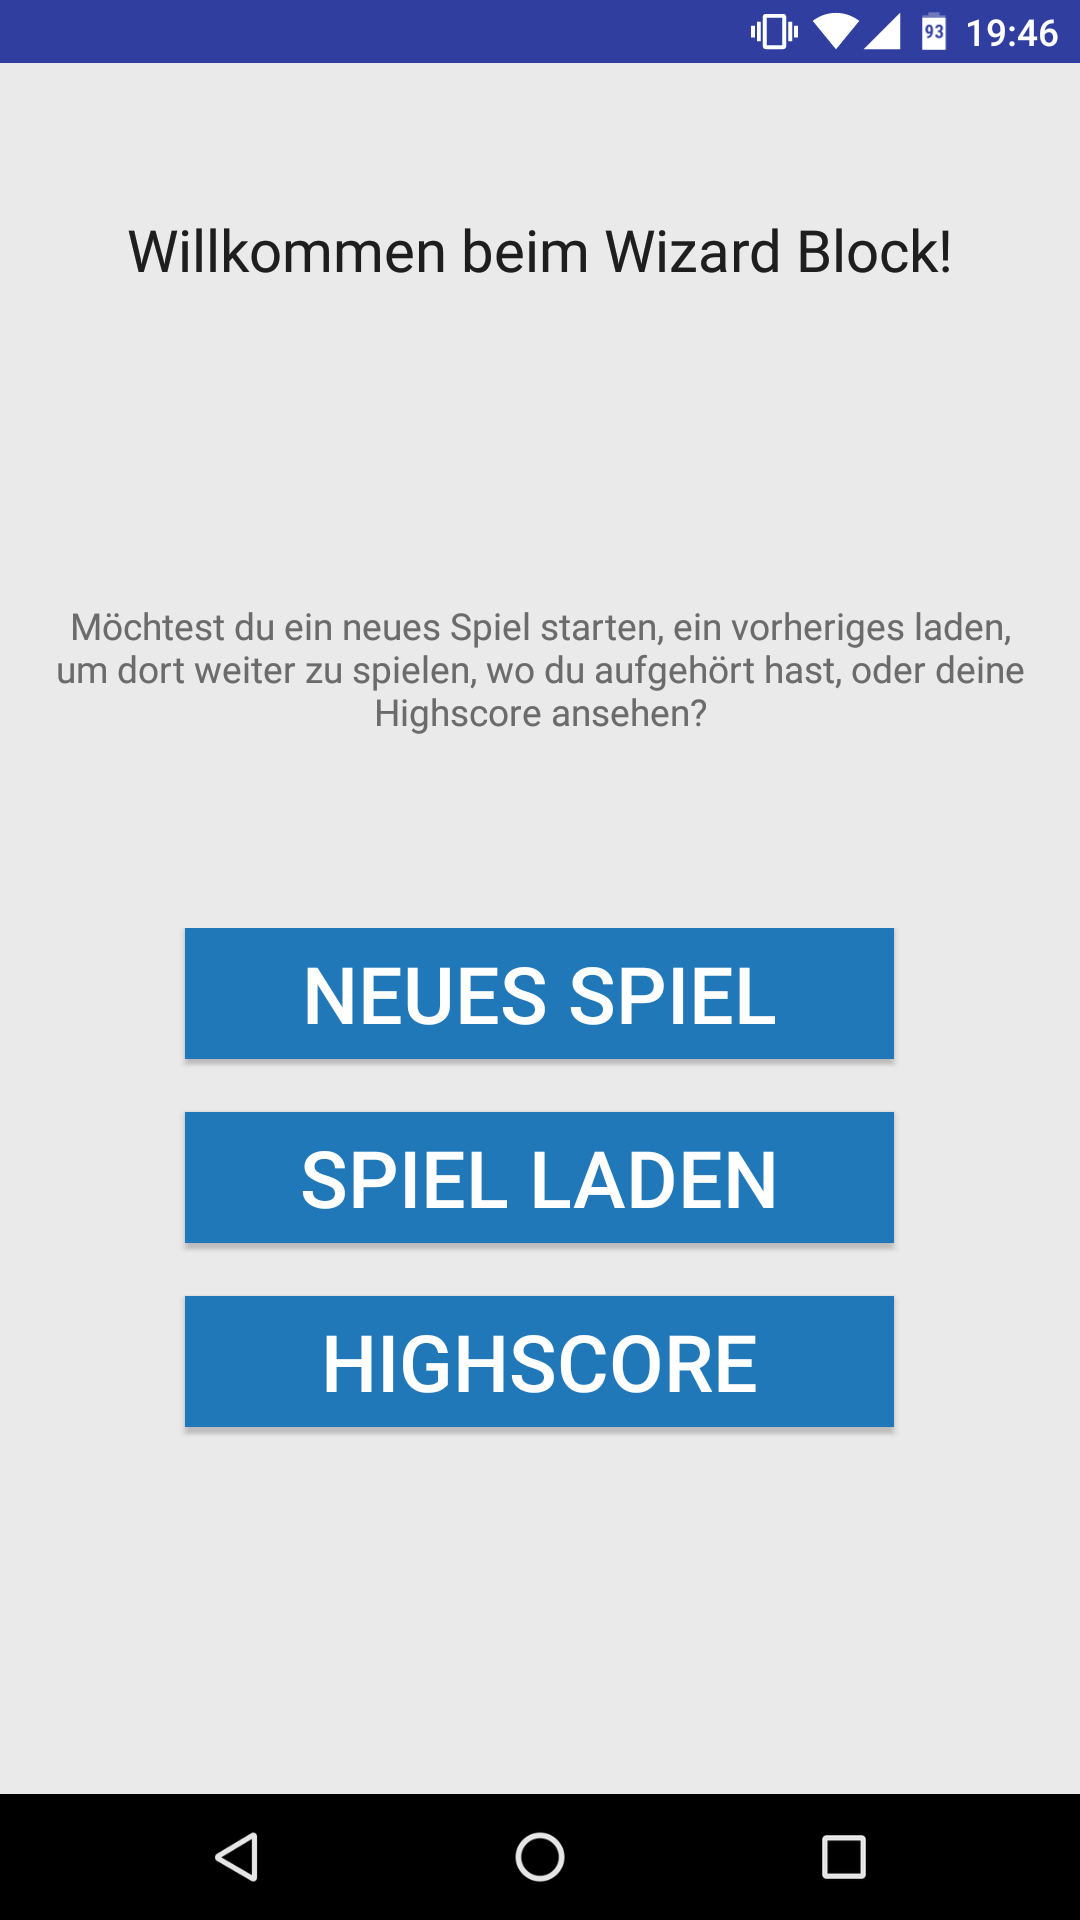 93 19:46
Willkommen beim Wizard Block!
Möchtest du ein neues Spiel starten, ein vorheriges laden,
um dort weiter zu spielen, wo du aufgehört hast, oder deine
Highscore ansehen?
NEUES SPIEL
SPIEL LADEN
HIGHSCORE